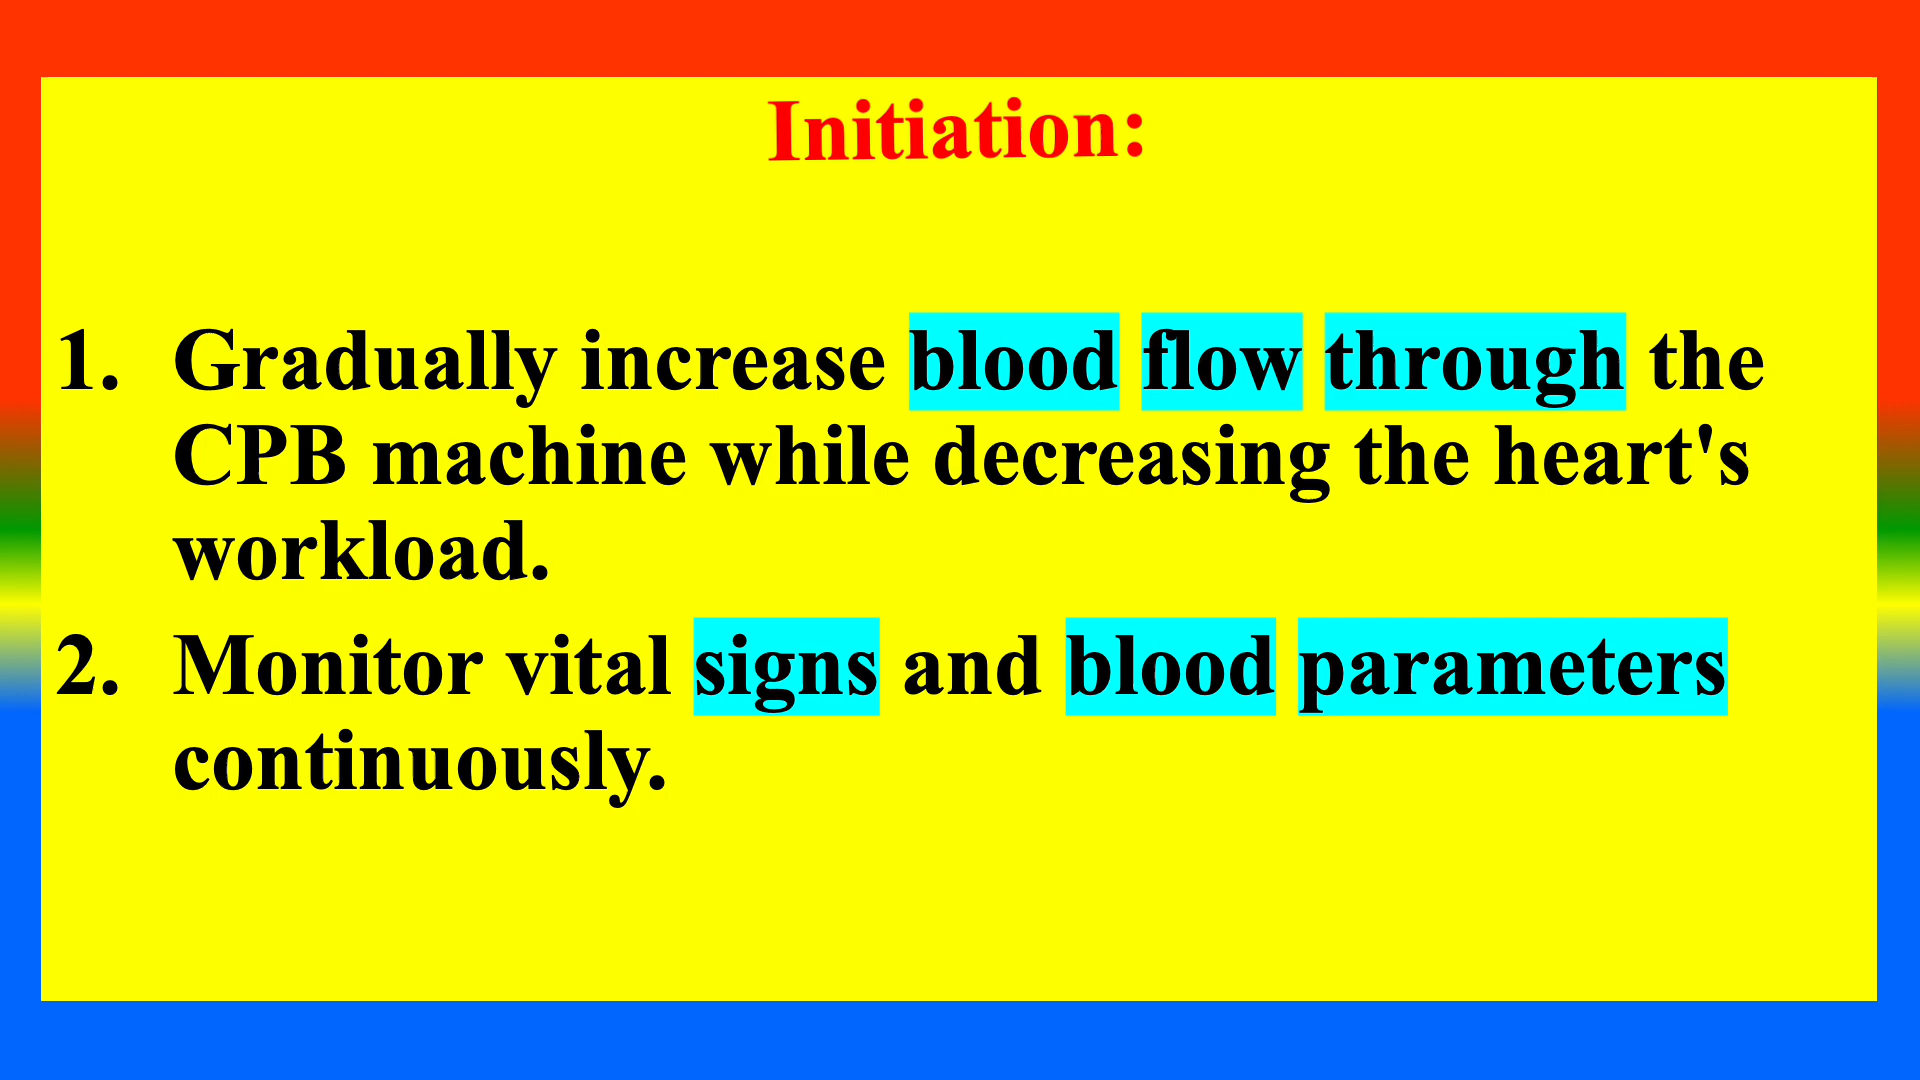 Initiation:
1. Gradually increase blood flow through the
CPB machine while decreasing the heart's
workload.
2. Monitor vital signs and blood parameters
continuously.